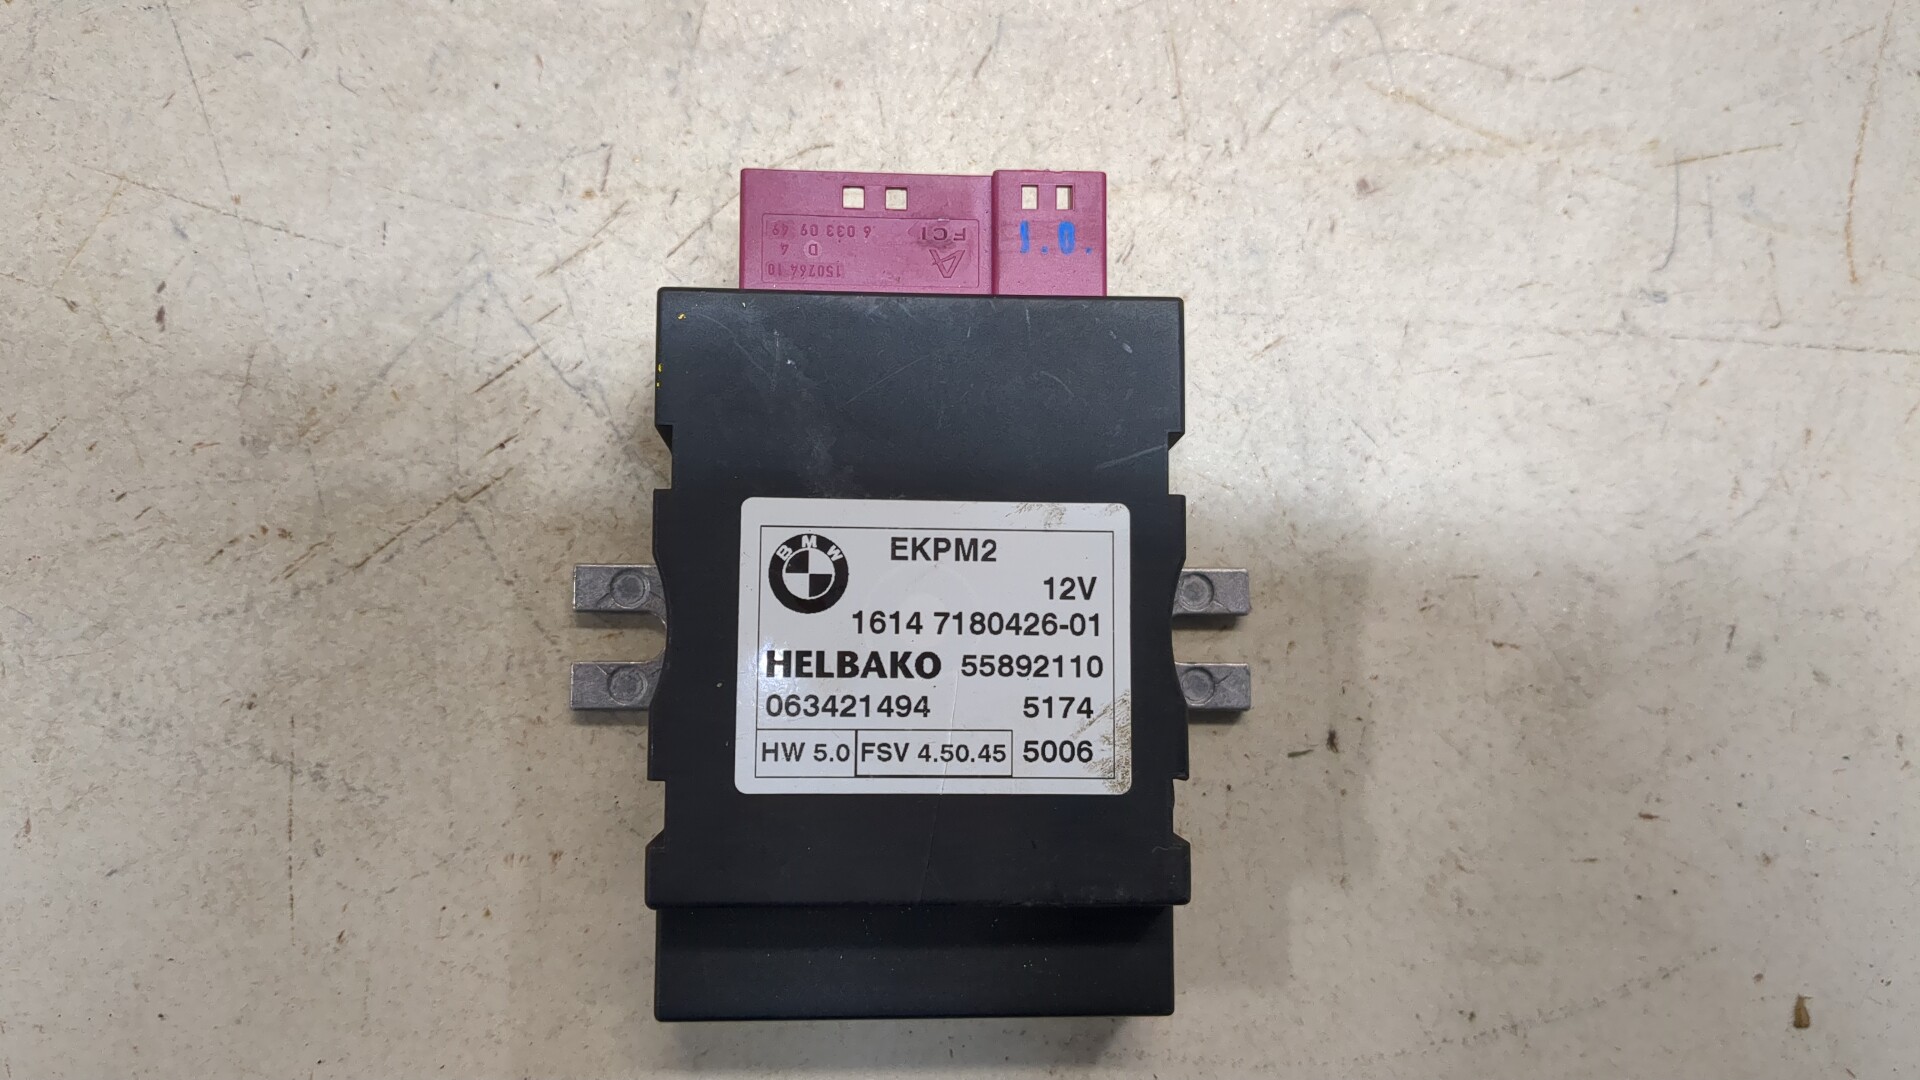 150264 10
D 4
6 033 09 49
FCI
1.0.
BMW
EKPM2
12V
1614 7180426-01
HELBAKO 55892110
063421494 5174
HW 5.0 FSV 4.50.45 5006